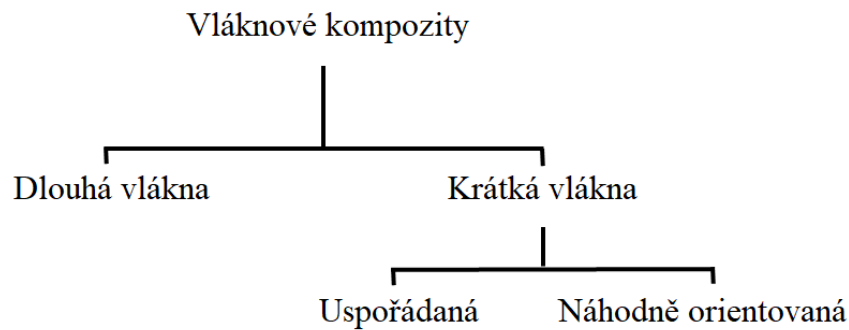 Vláknové kompozity
Dlouhá vlákna
Krátká vlákna
Uspořádaná
Náhodně orientovaná